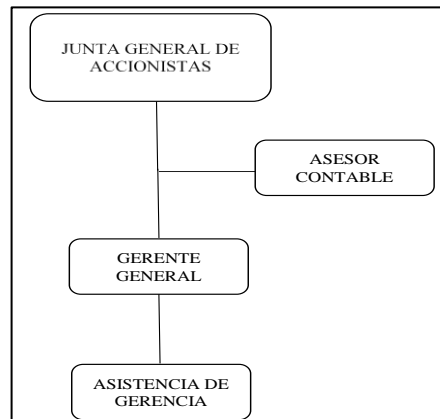 JUNTA GENERAL DE
ACCIONISTAS
ASESOR
CONTABLE
GERENTE
GENERAL
ASISTENCIA DE
GERENCIA